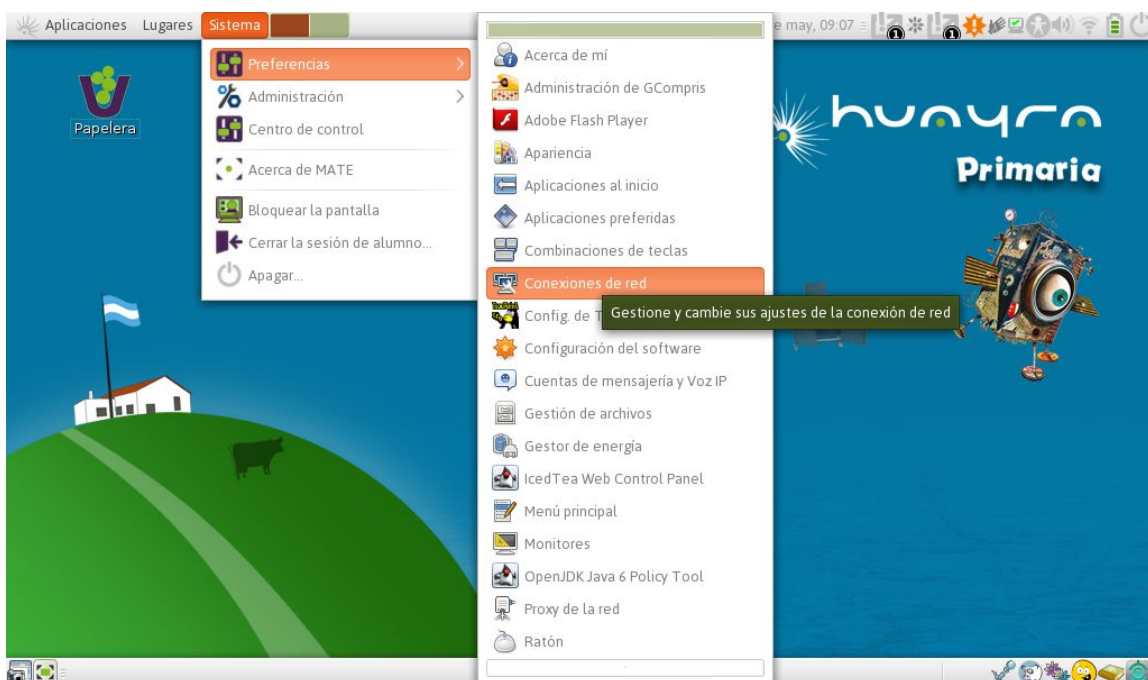 Aplicaciones Lugares Sistema
e may, 09:07
1
1
Papelera
Preferencias
Administración
Centro de control
Acerca de MATE
Bloquear la pantalla
Cerrar la sesión de alumno...
Apagar...
Acerca de mí
Administración de GCompris
Adobe Flash Player
Apariencia
Aplicaciones al inicio
Aplicaciones preferidas
Combinaciones de teclas
Conexiones de red
Gestione y cambie sus ajustes de la conexión de red
Config. de T
Configuración del software
Cuentas de mensajería y Voz IP
Gestión de archivos
Gestor de energía
IcedTea Web Control Panel
Menú principal
Monitores
OpenJDK Java 6 Policy Tool
Proxy de la red
Ratón
huayra
Primaria